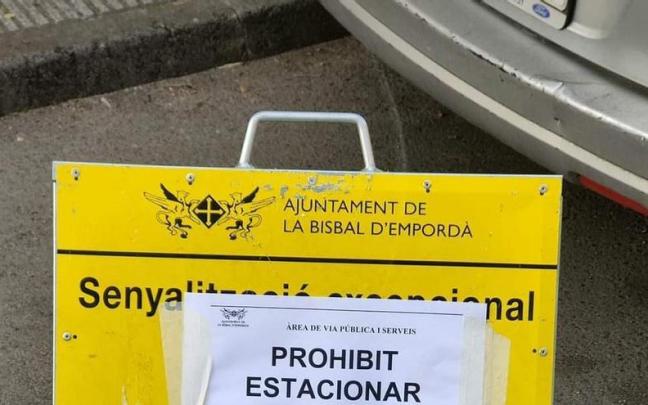 AJUNTAMENT DE
LA BISBAL D'EMPORDÀ
Senyalització excepcional
ÀREA DE VIA PÚBLICA I SERVEIS
PROHIBIT
ESTACIONAR